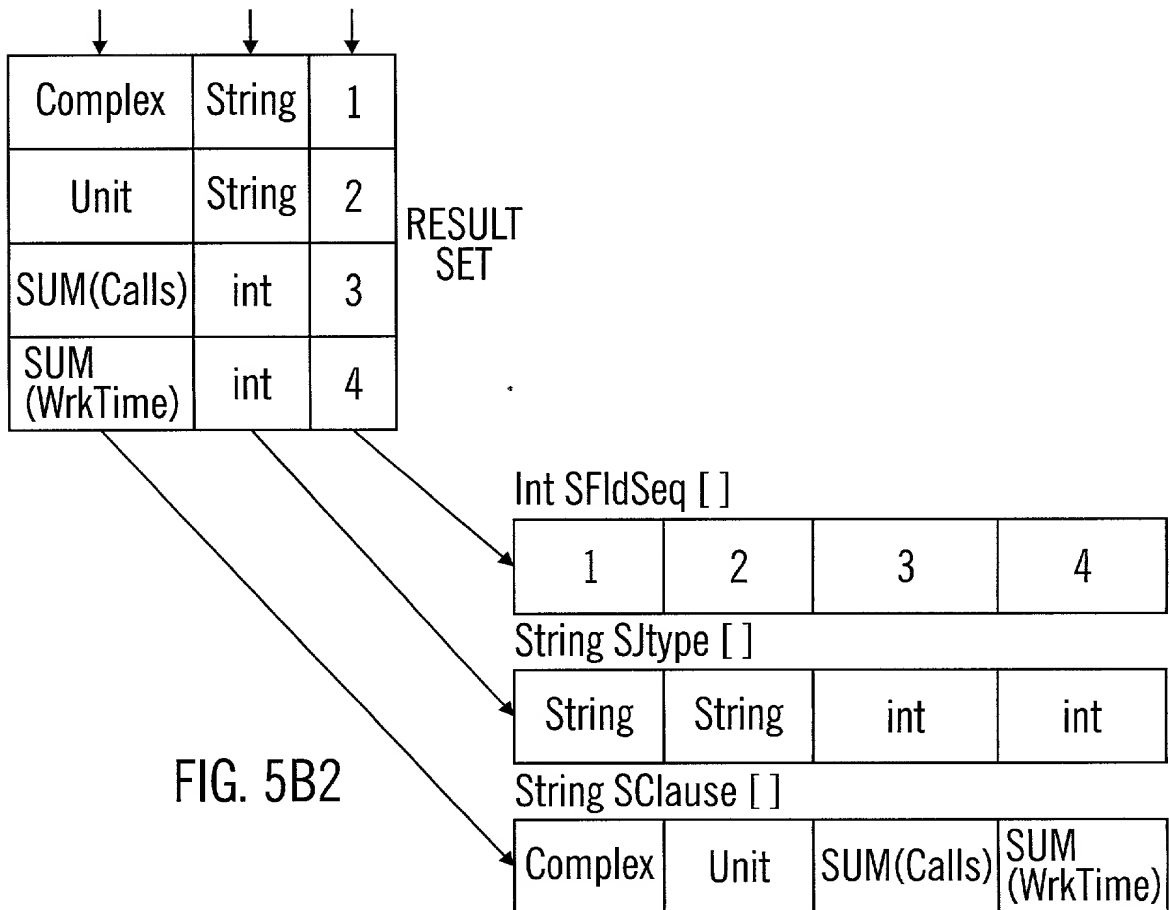 Complex String 1
Unit String 2
RESULT
SET
SUM(Calls) int 3
SUM
(WrkTime) int 4
Int SFldSeq [ ]
1 2 3 4
String SJtype [ ]
String String int int
FIG. 5B2
String SClause [ ]
Complex Unit SUM(Calls) SUM
(WrkTime)